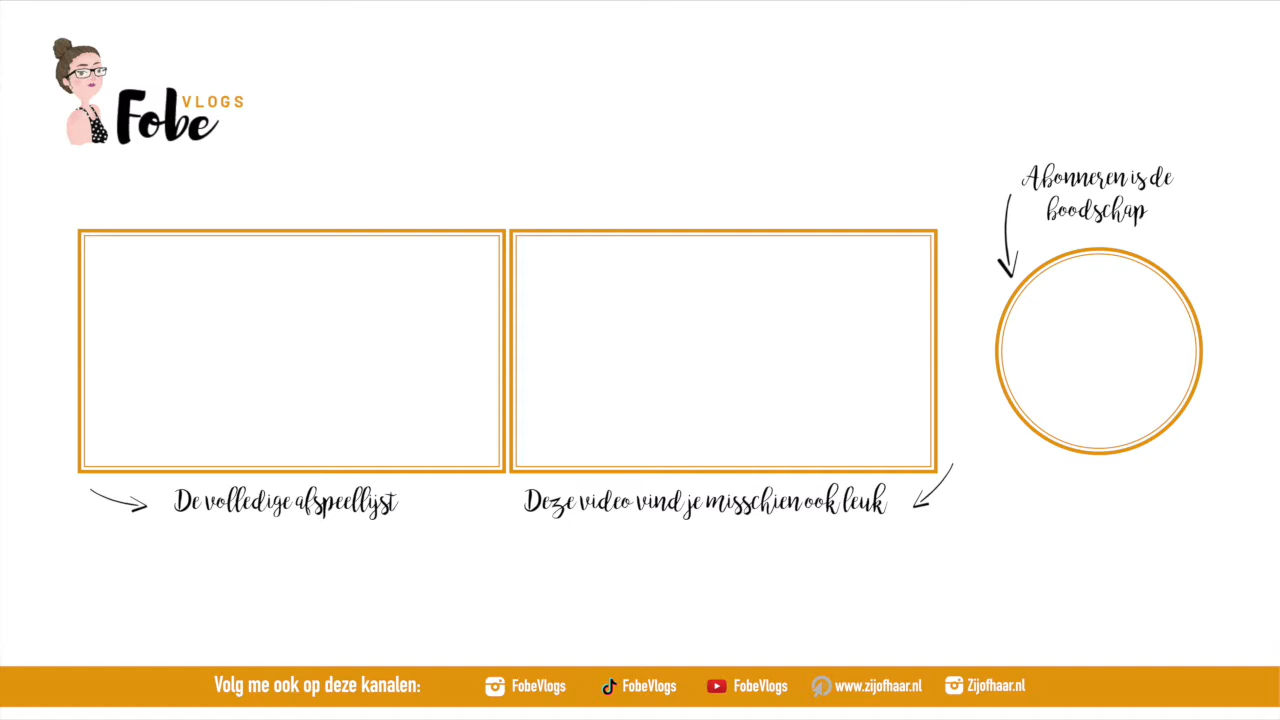 VLOGS
Fobe
Abonneren is de
boodschap
De volledige afspeellijst
Deze video vind je misschien ook leuk
Volg me ook op deze kanalen: FobeVlogs FobeVlogs FobeVlogs www.zijofhaar.nl Zijofhaar.nl